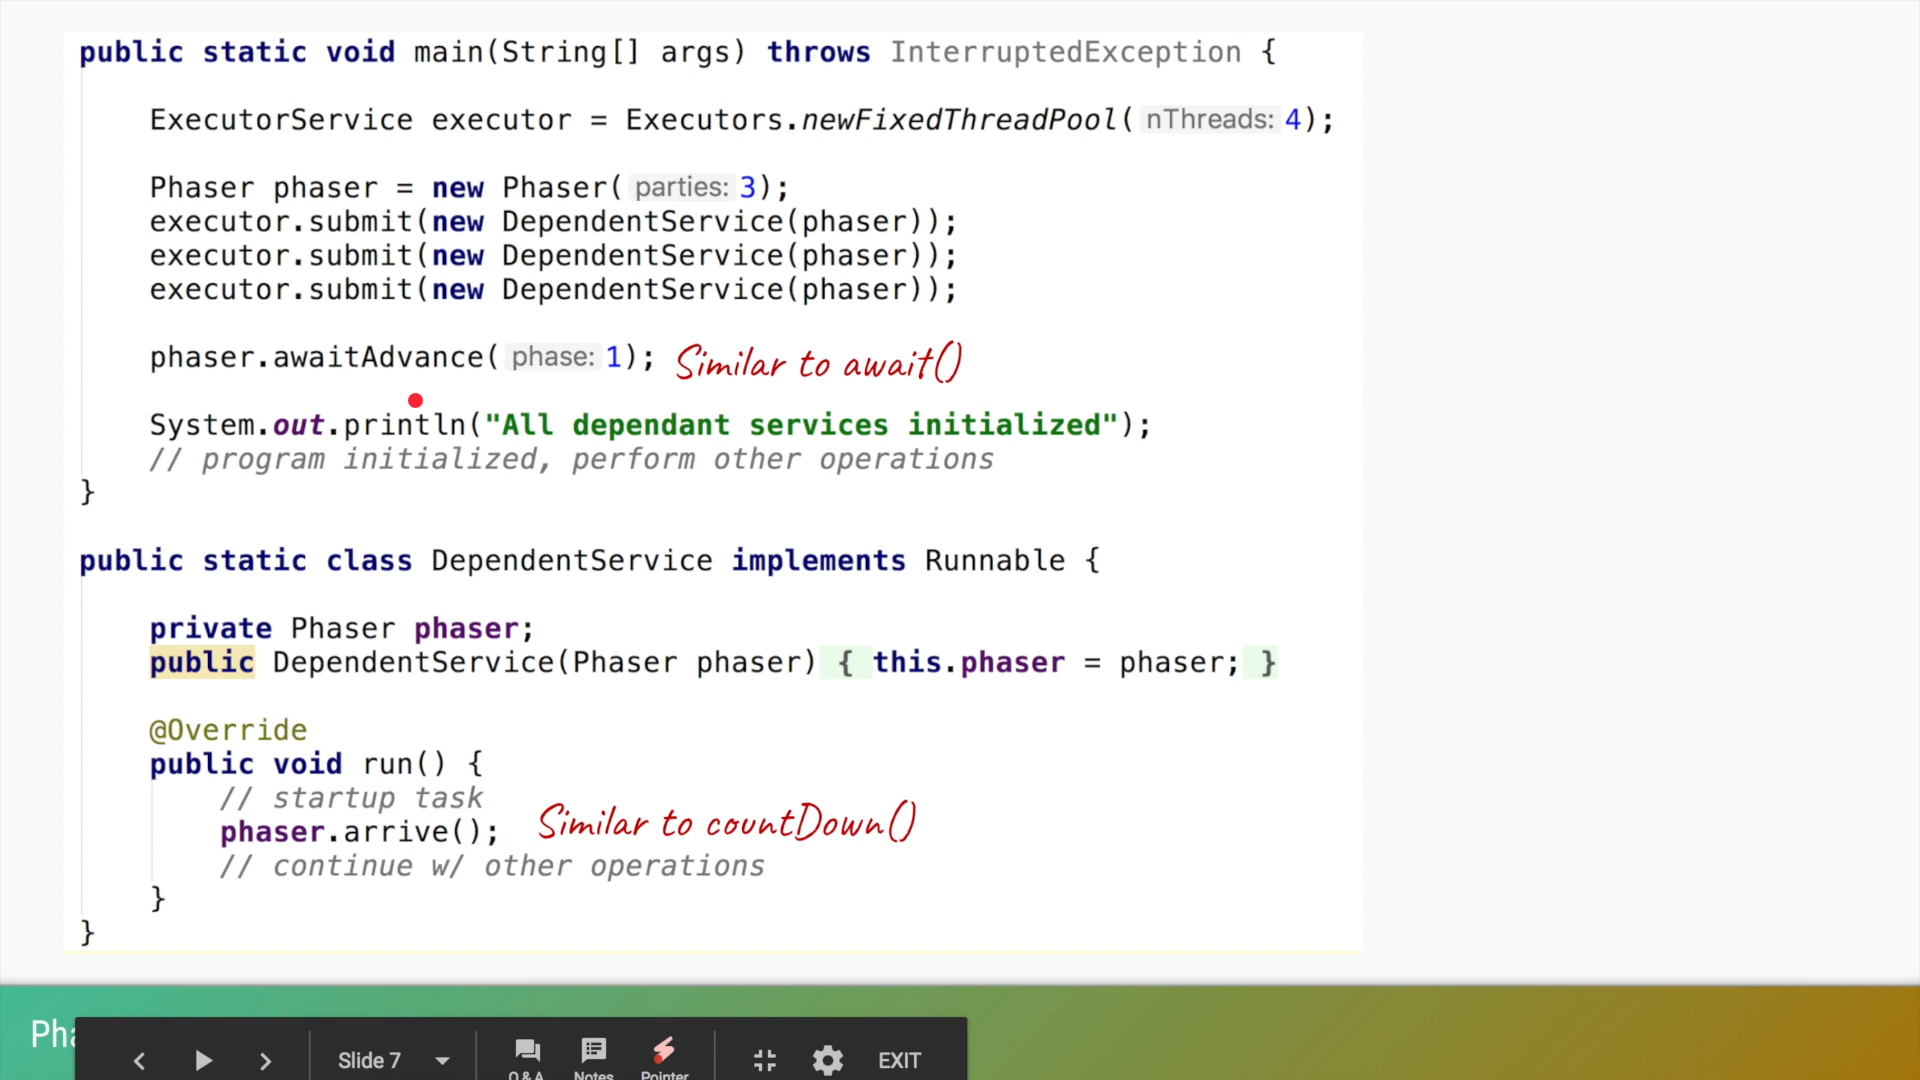 public static void main(String[] args) throws InterruptedException {
ExecutorService executor = Executors.newFixedThreadPool( nThreads: 4);
Phaser phaser = new Phaser( parties: 3);
executor.submit(new DependentService(phaser));
executor.submit(new DependentService(phaser));
executor.submit(new DependentService(phaser));
phaser.awaitAdvance( phase: 1); Similar to await()
System.out.println("All dependant services initialized");
// program initialized, perform other operations
}
public static class DependentService implements Runnable {
private Phaser phaser;
public DependentService(Phaser phaser) { this.phaser = phaser; }
@Override
public void run() {
// startup task
phaser.arrive(); Similar to countDown()
// continue w/ other operations
}
}
Slide 7
Q & A
Notes
Pointer
EXIT